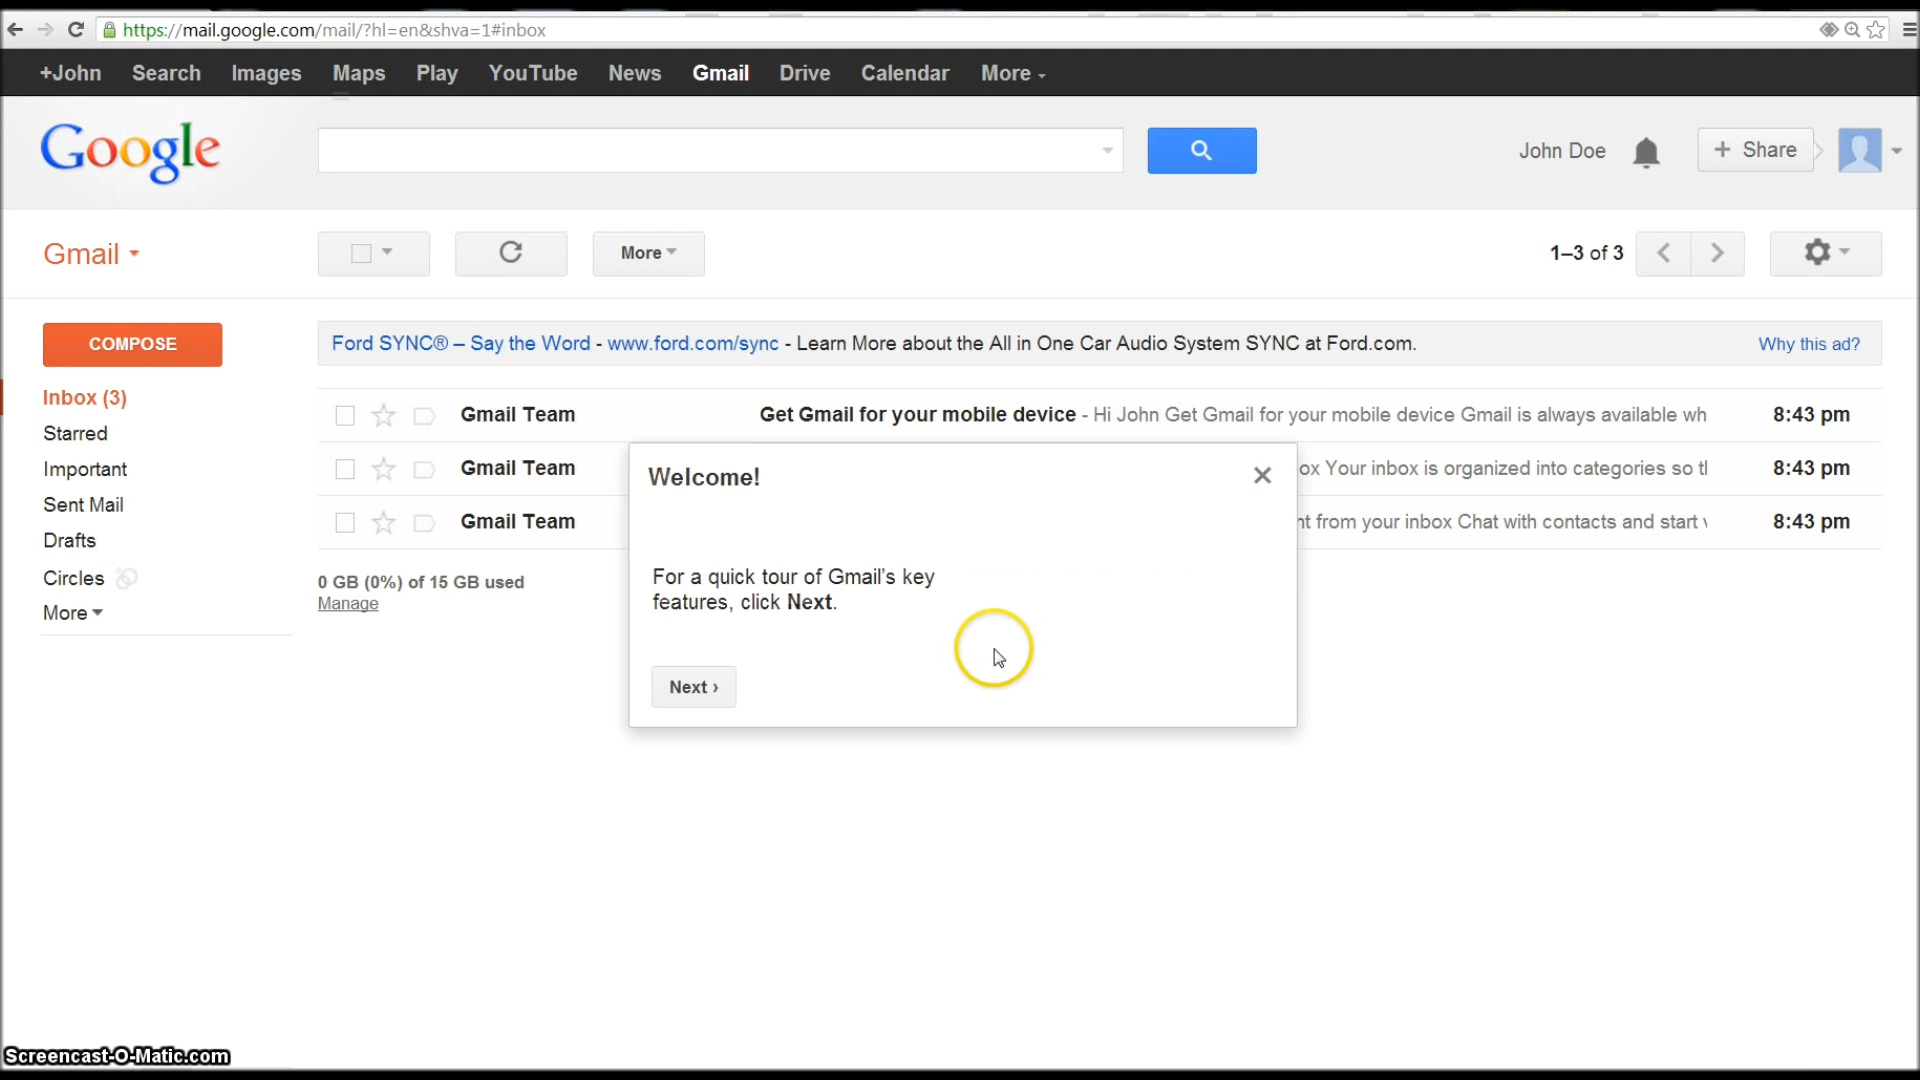 https://mail.google.com/mail/?hl=en&shva=1#inbox
+John Search Images Maps Play YouTube News Gmail Drive Calendar More
Google
John Doe + Share
Gmail
More
1–3 of 3
COMPOSE
Ford SYNC® – Say the Word - www.ford.com/sync - Learn More about the All in One Car Audio System SYNC at Ford.com. Why this ad?
Inbox (3)
Starred
Important
Sent Mail
Drafts
Circles
More
Gmail Team Get Gmail for your mobile device - Hi John Get Gmail for your mobile device Gmail is always available wh 8:43 pm
Gmail Team ox Your inbox is organized into categories so 8:43 pm
Gmail Team from your inbox Chat with contacts and start 8:43 pm
0 GB (0%) of 15 GB used
Manage
Welcome!
For a quick tour of Gmail's key
features, click Next.
Next ›
Screencast-O-Matic.com